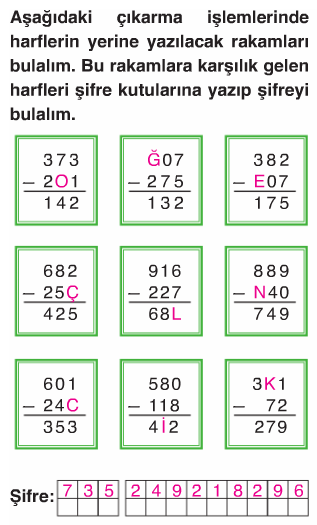 Aşağıdaki çıkarma işlemlerinde
harflerin yerine yazılacak rakamları
bulalım. Bu rakamlara karşılık gelen
harfleri şifre kutularına yazıp şifreyi
bulalım.
373
– 2O1
142
Ğ07
– 275
132
382
– E07
175
682
– 25Ç
425
916
– 227
68L
889
– N40
749
601
– 24C
353
580
– 118
4İ2
3K1
– 72
279
Şifre: 7 3 5 2 4 9 2 1 8 2 9 6